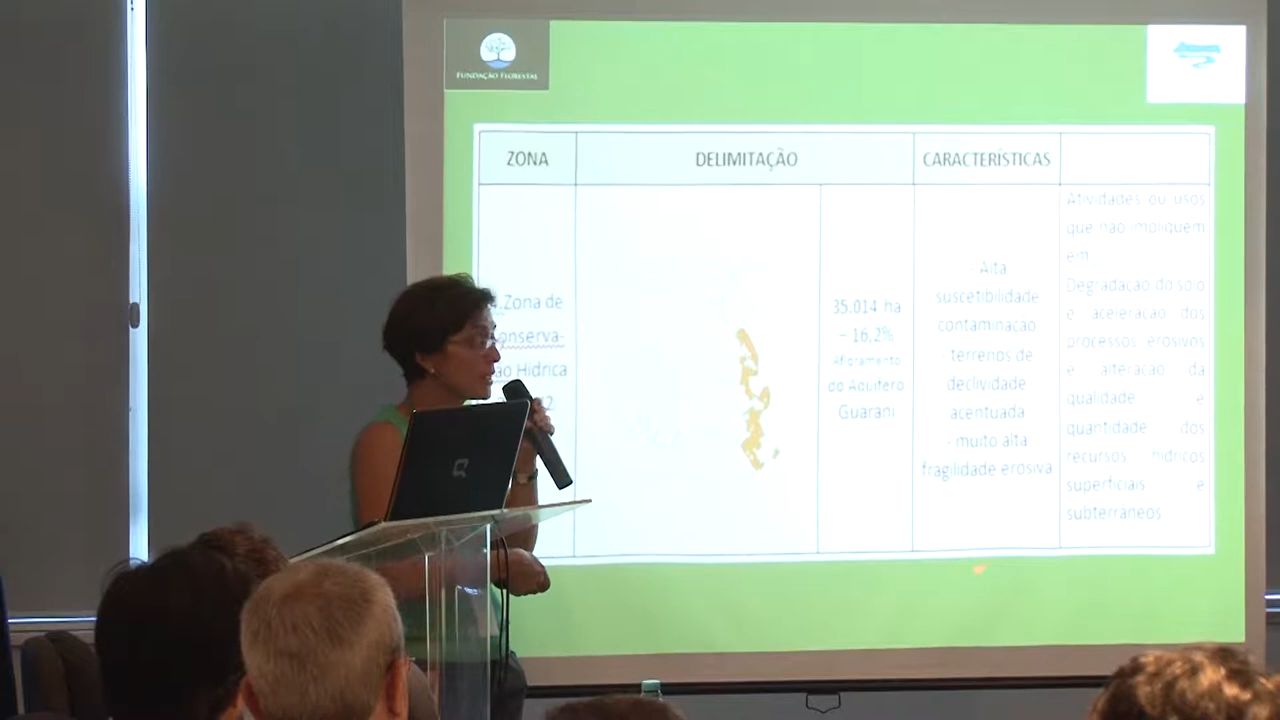 FUNDAÇÃO FLORESTAL
ZONA
DELIMITAÇÃO
CARACTERÍSTICAS
Zona de
onserva-
ão Hídrica
2
35.014 ha
– 16,2%
Afloramento
do Aquífero
Guarani
Alta
suscetibilidade
contaminação
- terrenos de
declividade
acentuada
- muito alta
fragilidade erosiva
Atividades ou usos
que não impliquem
em
Degradação do solo
e aceleração dos
processos erosivos
e alteração da
qualidade e
quantidade dos
recursos hídricos
superficiais e
subterrâneos